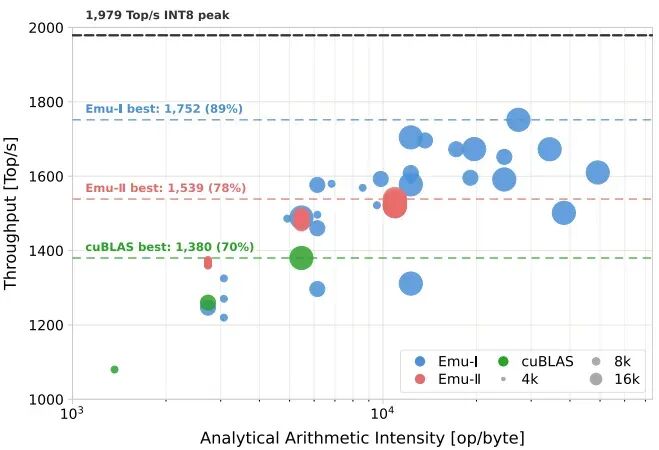 1,979 Top/s INT8 peak
2000
1800
Emu-I best: 1,752 (89%)
1600
Emu-II best: 1,539 (78%)
1400
cuBLAS best: 1,380 (70%)
1200
1000
Throughput [Top/s]
Emu-I
cuBLAS
8k
Emu-II
4k
16k
10³
10⁴
Analytical Arithmetic Intensity [op/byte]